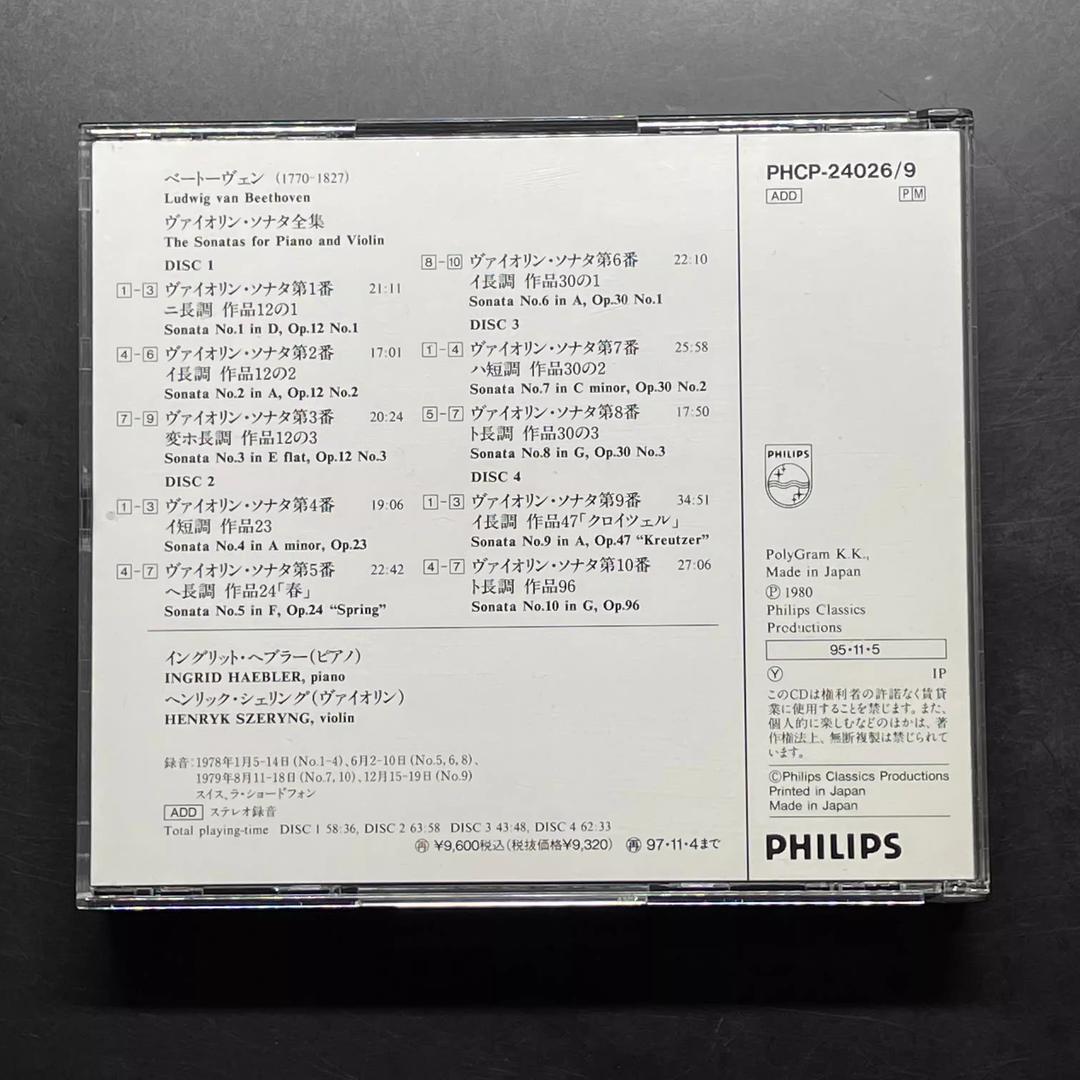 ベートーヴェン (1770-1827)
Ludwig van Beethoven
ヴァイオリン・ソナタ全集
The Sonatas for Piano and Violin
DISC 1
1-3 ヴァイオリン・ソナタ第1番 21:11
ニ長調 作品12の1
Sonata No.1 in D, Op.12 No.1
4-6 ヴァイオリン・ソナタ第2番 17:01
イ長調 作品12の2
Sonata No.2 in A, Op.12 No.2
7-9 ヴァイオリン・ソナタ第3番 20:24
変ホ長調 作品12の3
Sonata No.3 in E flat, Op.12 No.3
DISC 2
1-3 ヴァイオリン・ソナタ第4番 19:06
イ短調 作品23
Sonata No.4 in A minor, Op.23
4-7 ヴァイオリン・ソナタ第5番 22:42
ヘ長調 作品24「春」
Sonata No.5 in F, Op.24 “Spring”
8-10 ヴァイオリン・ソナタ第6番 22:10
イ長調 作品30の1
Sonata No.6 in A, Op.30 No.1
DISC 3
1-4 ヴァイオリン・ソナタ第7番 25:58
ハ短調 作品30の2
Sonata No.7 in C minor, Op.30 No.2
5-7 ヴァイオリン・ソナタ第8番 17:50
ト長調 作品30の3
Sonata No.8 in G, Op.30 No.3
DISC 4
1-3 ヴァイオリン・ソナタ第9番 34:51
イ長調 作品47「クロイツェル」
Sonata No.9 in A, Op.47 “Kreutzer”
4-7 ヴァイオリン・ソナタ第10番 27:06
ト長調 作品96
Sonata No.10 in G, Op.96
イングリット・ヘブラー(ピアノ)
INGRID HAEBLER, piano
ヘンリック・シェリング(ヴァイオリン)
HENRYK SZERYNG, violin
録音:1978年1月5-14日(No.1-4)、6月2-10日(No.5,6,8)、
1979年8月11-18日(No.7,10)、12月15-19日(No.9)
スイス、ラ・ショードフォン
ADD ステレオ録音
Total playing-time DISC 1 58:36, DISC 2 63:58 DISC 3 43:48, DISC 4 62:33
再 ¥9,600税込(税抜価格¥9,320) 再 97・11・4まで
PHCP-24026/9
ADD PM
PHILIPS
PolyGram K.K.,
Made in Japan
Ⓟ 1980
Philips Classics
Productions
95・11・5
Ⓨ IP
このCDは権利者の許諾なく賃貸
業に使用することを禁じます。また、
個人的に楽しむなどのほかは、著
作権法上、無断複製は禁じられて
います。
©Philips Classics Productions
Printed in Japan
Made in Japan
PHILIPS